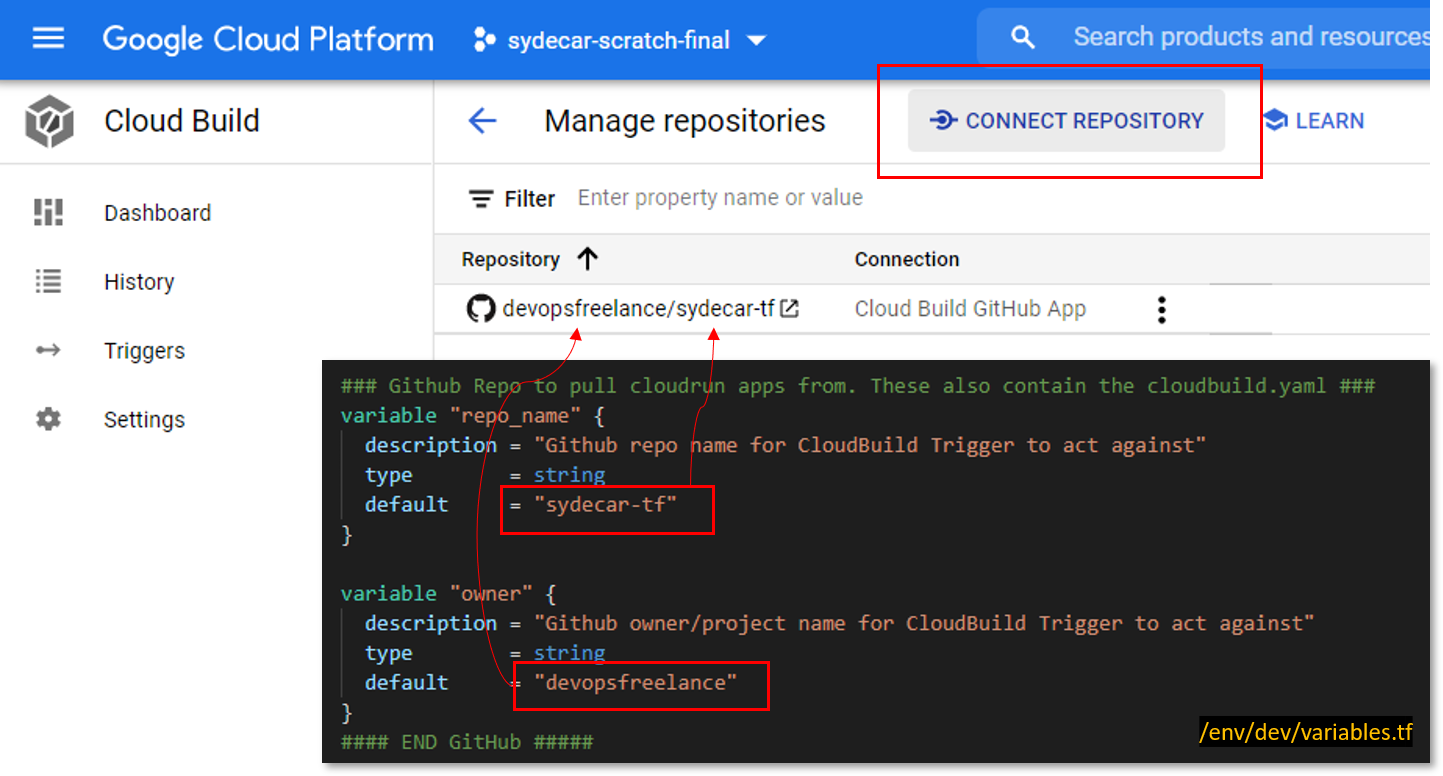 Google Cloud Platform sydecar-scratch-final Search products and resources
Cloud Build
Manage repositories CONNECT REPOSITORY LEARN
Dashboard
History
Triggers
Settings
Filter Enter property name or value
Repository Connection
devopsfreelance/sydecar-tf Cloud Build GitHub App
### Github Repo to pull cloudrun apps from. These also contain the cloudbuild.yaml ###
variable "repo_name" {
description = "Github repo name for CloudBuild Trigger to act against"
type = string
default = "sydecar-tf"
}
variable "owner" {
description = "Github owner/project name for CloudBuild Trigger to act against"
type = string
default = "devopsfreelance"
}
#### END GitHub #####
/env/dev/variables.tf